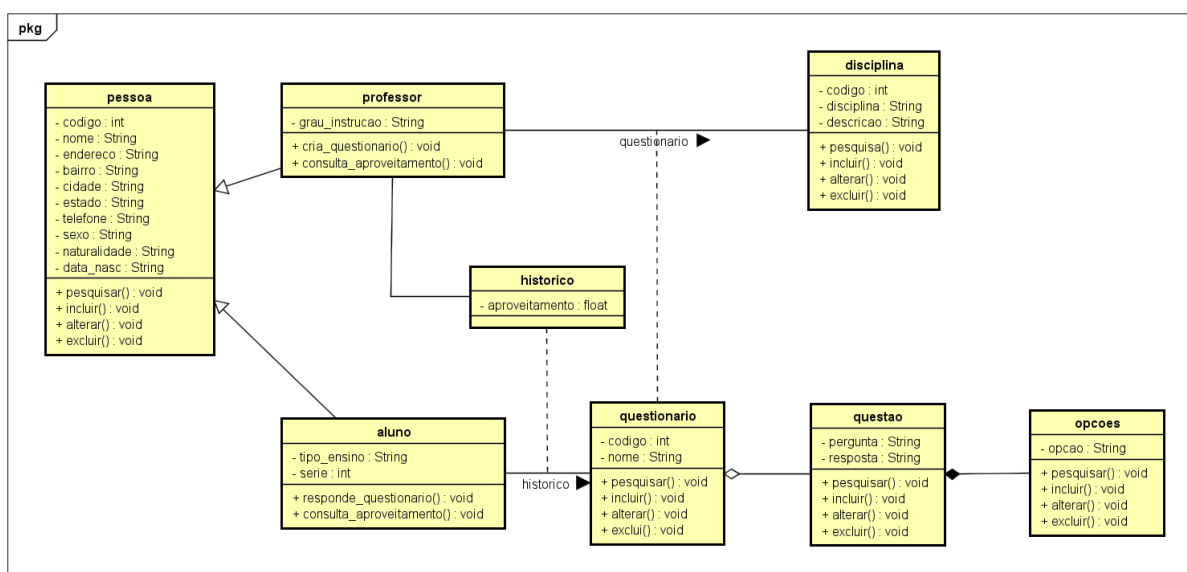 pkg
pessoa
- codigo : int
- nome : String
- endereco : String
- bairro : String
- cidade : String
- estado : String
- telefone : String
- sexo : String
- naturalidade : String
- data_nasc : String
+ pesquisar() : void
+ incluir() : void
+ alterar() : void
+ excluir() : void
professor
- grau_instrucao : String
+ cria_questionario() : void
+ consulta_aproveitamento() : void
questionario
disciplina
- codigo : int
- disciplina : String
- descricao : String
+ pesquisa() : void
+ incluir() : void
+ alterar() : void
+ excluir() : void
historico
- aproveitamento : float
aluno
- tipo_ensino : String
- serie : int
+ responde_questionario() : void
+ consulta_aproveitamento() : void
historico
questionario
- codigo : int
- nome : String
+ pesquisar() : void
+ incluir() : void
+ alterar() : void
+ exclui() : void
questao
- pergunta : String
- resposta : String
+ pesquisar() : void
+ incluir() : void
+ alterar() : void
+ excluir() : void
opcoes
- opcao : String
+ pesquisar() : void
+ incluir() : void
+ alterar() : void
+ excluir() : void